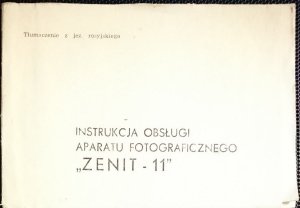 Tłumaczenie z jęz. rosyjskiego
INSTRUKCJA OBSŁUGI
APARATU FOTOGRAFICZNEGO
„ZENIT - 11”